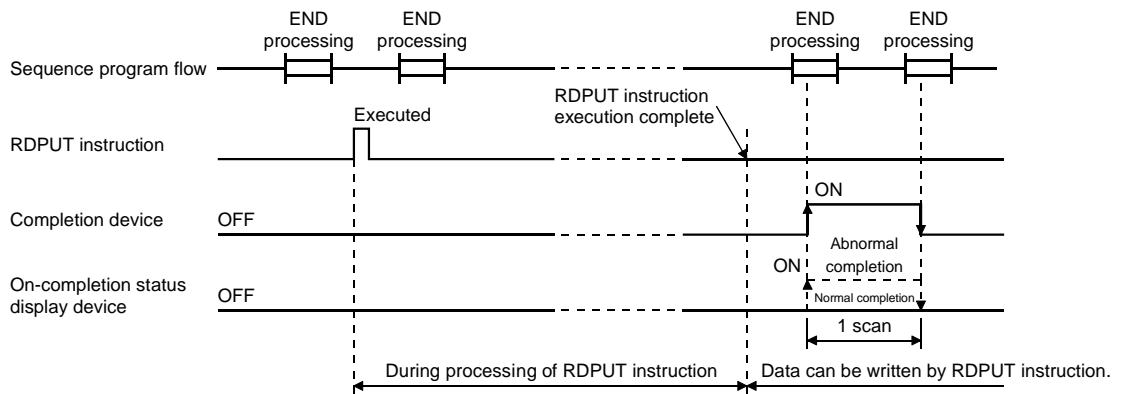 END
processing
END
processing
END
processing
END
processing
Sequence program flow
RDPUT instruction
execution complete
Executed
RDPUT instruction
ON
Completion device
OFF
Abnormal
completion
ON
On-completion status
display device
OFF
Normal completion
1 scan
During processing of RDPUT instruction
Data can be written by RDPUT instruction.